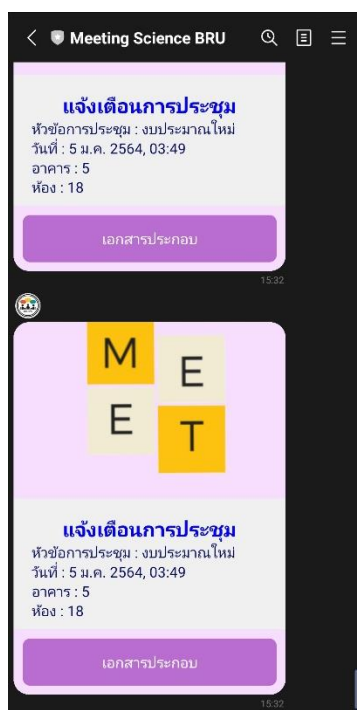 Meeting Science BRU
แจ้งเตือนการประชุม
หัวข้อการประชุม : งบประมาณใหม่
วันที่ : 5 ม.ค. 2564, 03:49
อาคาร : 5
ห้อง : 18
เอกสารประกอบ
15:32
M
E
E
T
แจ้งเตือนการประชุม
หัวข้อการประชุม : งบประมาณใหม่
วันที่ : 5 ม.ค. 2564, 03:49
อาคาร : 5
ห้อง : 18
เอกสารประกอบ
15:32